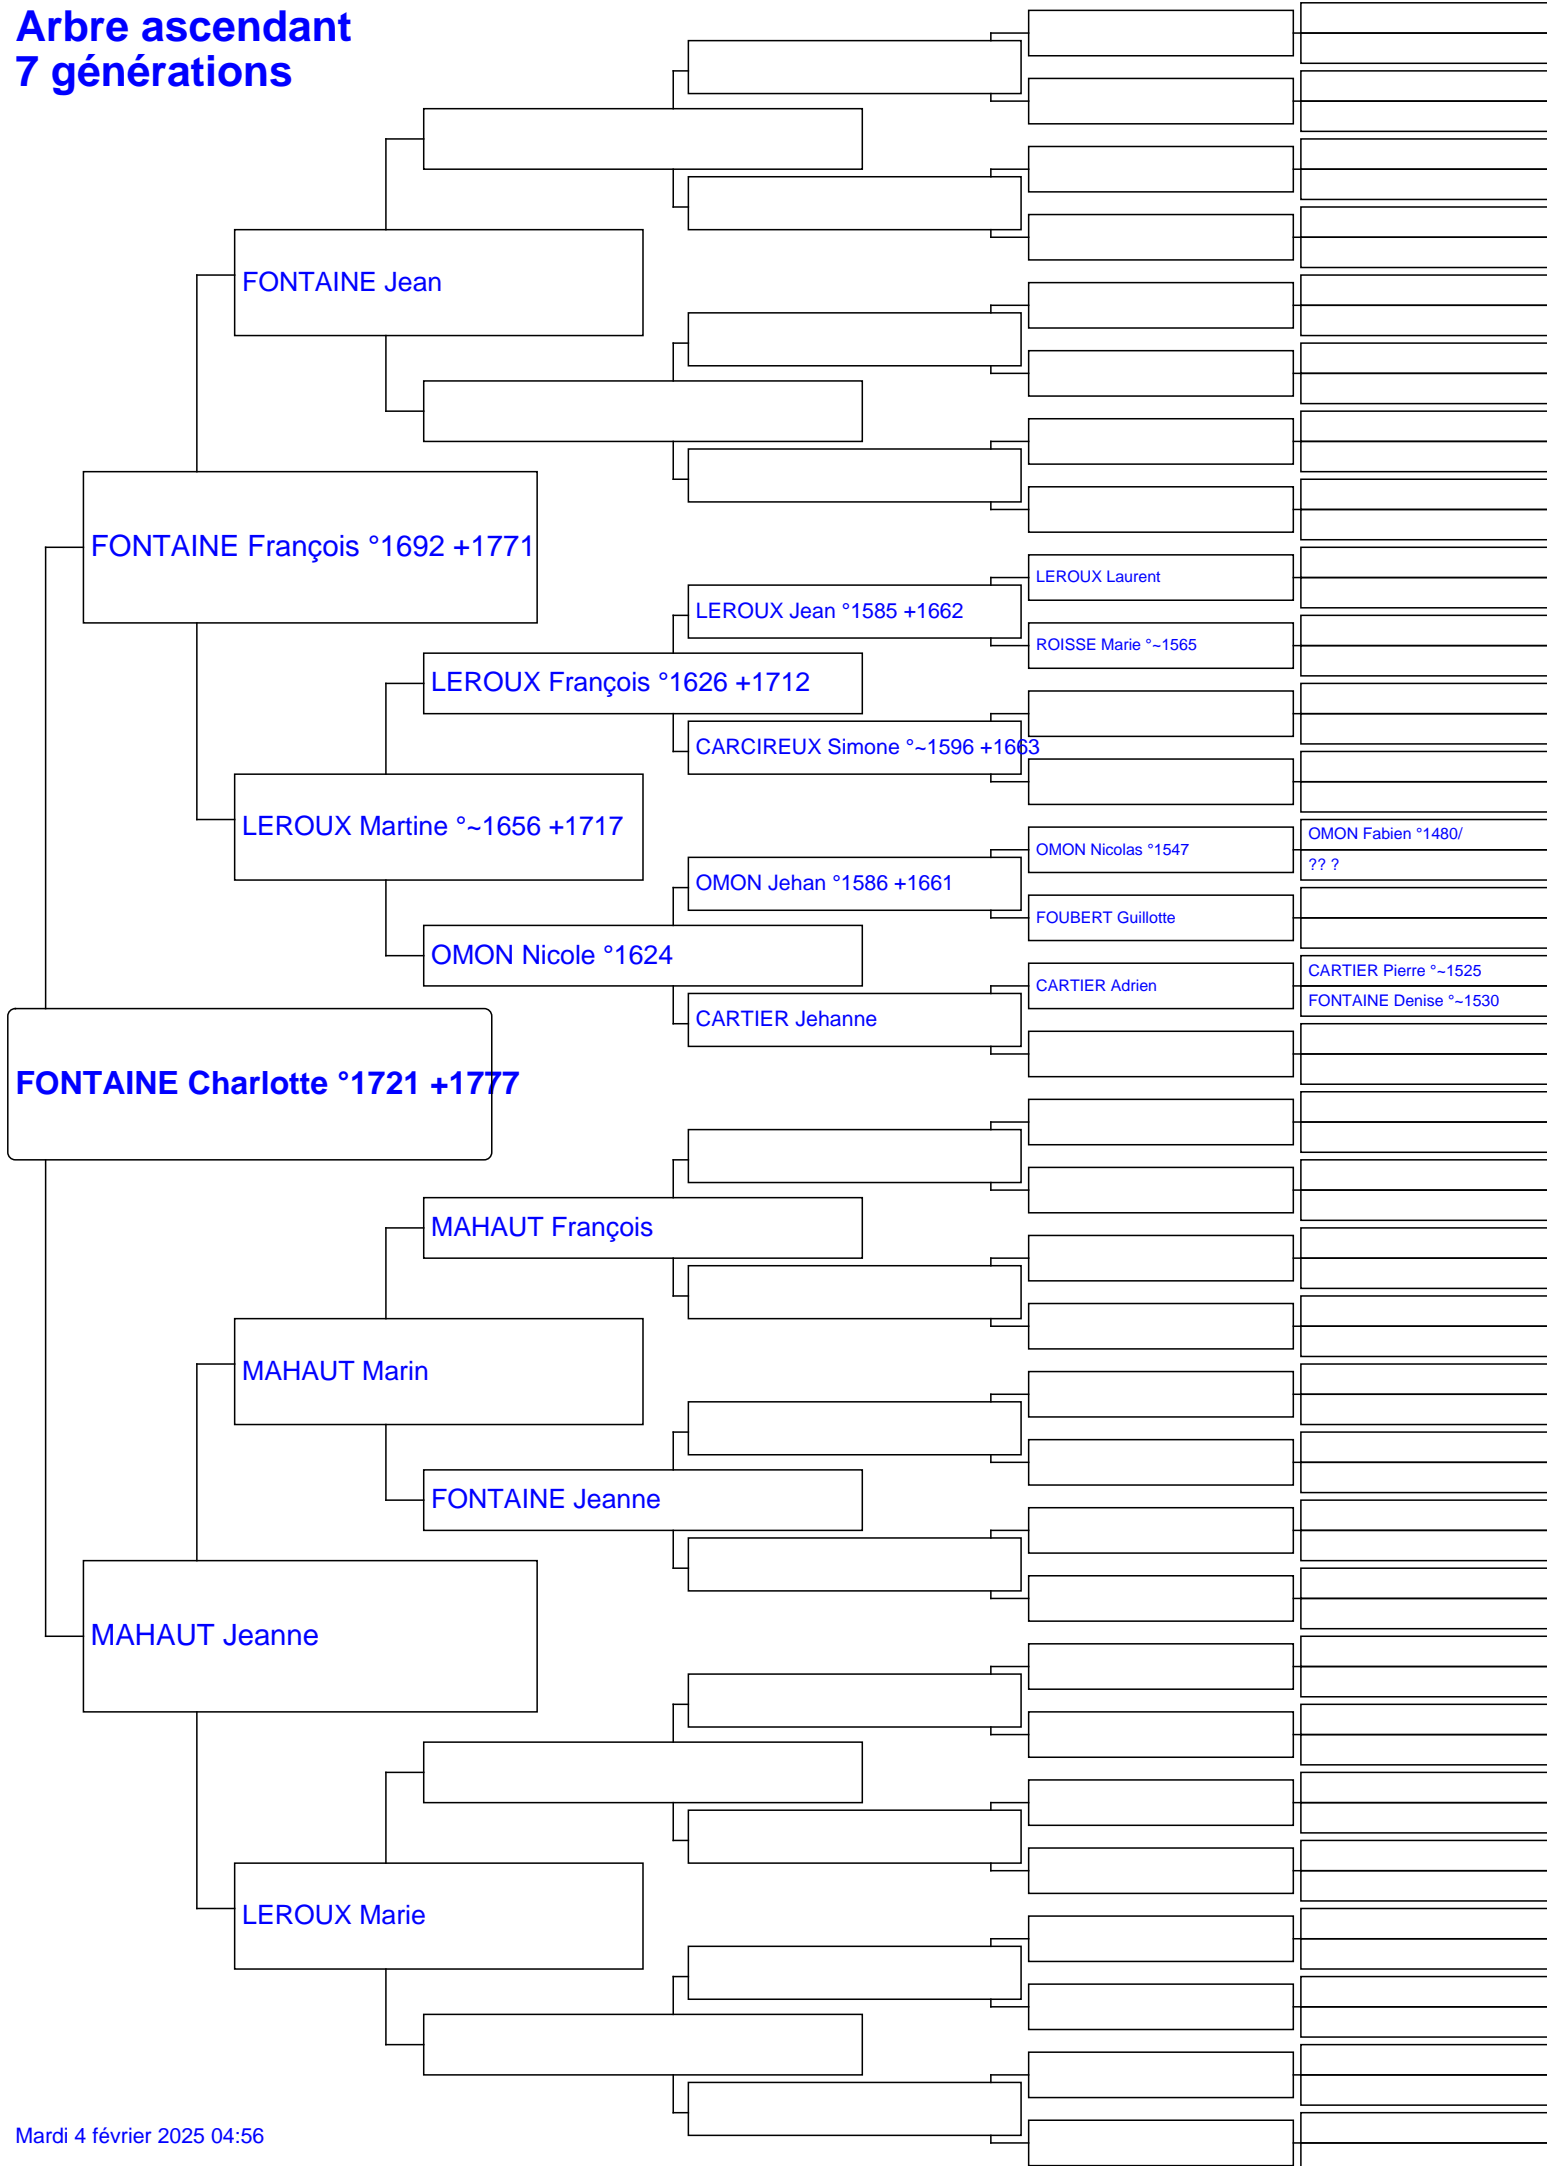 Arbre ascendant
7 générations
FONTAINE Jean
FONTAINE François °1692 +1771
LEROUX Laurent
LEROUX Jean °1585 +1662
ROISSE Marie °~1565
LEROUX François °1626 +1712
CARCIREUX Simone °~1596 +1663
LEROUX Martine °~1656 +1717
OMON Fabien °1480/
OMON Nicolas °1547
?? ?
OMON Jehan °1586 +1661
FOUBERT Guillotte
OMON Nicole °1624
CARTIER Pierre °~1525
CARTIER Adrien
FONTAINE Denise °~1530
CARTIER Jehanne
FONTAINE Charlotte °1721 +1777
MAHAUT François
MAHAUT Marin
FONTAINE Jeanne
MAHAUT Jeanne
LEROUX Marie
Mardi 4 février 2025 04:56